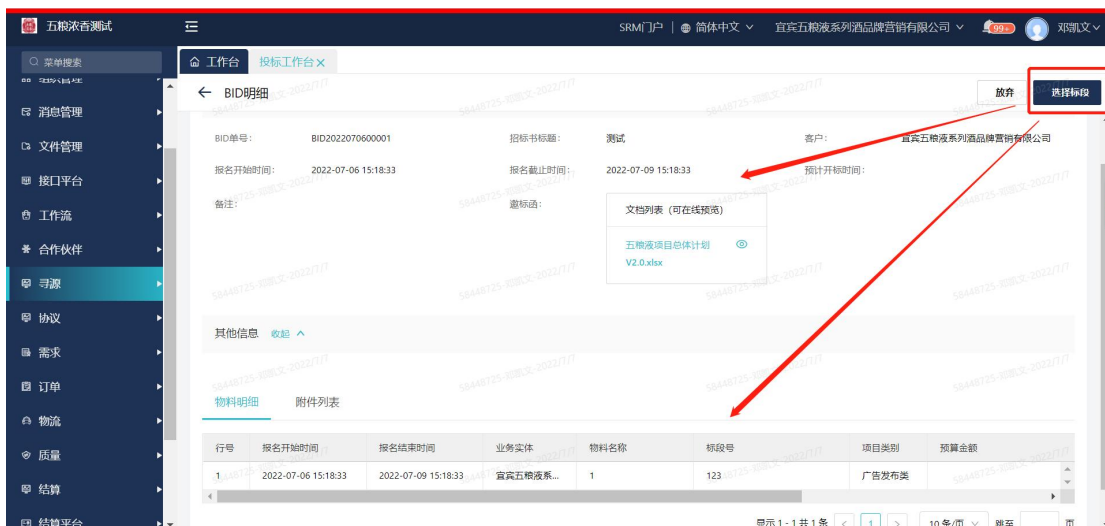 五粮浓香测试
SRM门户 简体中文 宜宾五粮液系列酒品牌营销有限公司 99+ 邓凯文
菜单搜索
工作台 投标工作台 ×
组织管理
BID明细 放弃 选择标段
消息管理
文件管理
接口平台
工作流
合作伙伴
寻源
协议
需求
订单
物流
质量
结算
结算平台
BID单号: BID2022070600001 招标书标题: 测试 客户: 宜宾五粮液系列酒品牌营销有限公司
报名开始时间: 2022-07-06 15:18:33 报名截止时间: 2022-07-09 15:18:33 预计开标时间:
备注: 邀标函: 文档列表（可在线预览）
五粮液项目总体计划
V2.0.xlsx
其他信息 收起
物料明细 附件列表
行号 报名开始时间 报名结束时间 业务实体 物料名称 标段号 项目类别 预算金额
1 2022-07-06 15:18:33 2022-07-09 15:18:33 宜宾五粮液系... 1 123 广告发布类
显示 1 - 1 共 1 条 < 1 > 10 条/页 跳至 页
58448725-邓凯文-2022/7/7